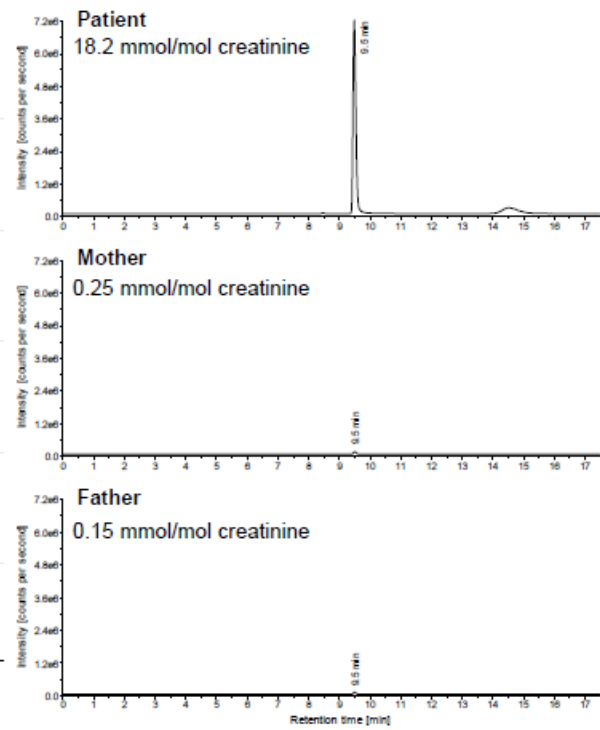 Patient
18.2 mmol/mol creatinine
Intensity [counts per second]
7.2e6
6.0e6
4.8e6
3.6e6
2.4e6
1.2e6
0.0
9.5 min
0 1 2 3 4 5 6 7 8 9 10 11 12 13 14 15 16 17
Mother
0.25 mmol/mol creatinine
Intensity [counts per second]
7.2e6
6.0e6
4.8e6
3.6e6
2.4e6
1.2e6
0.0
9.5 min
0 1 2 3 4 5 6 7 8 9 10 11 12 13 14 15 16 17
Father
0.15 mmol/mol creatinine
Intensity [counts per second]
7.2e6
6.0e6
4.8e6
3.6e6
2.4e6
1.2e6
0.0
9.5 min
0 1 2 3 4 5 6 7 8 9 10 11 12 13 14 15 16 17
Retention time [min]